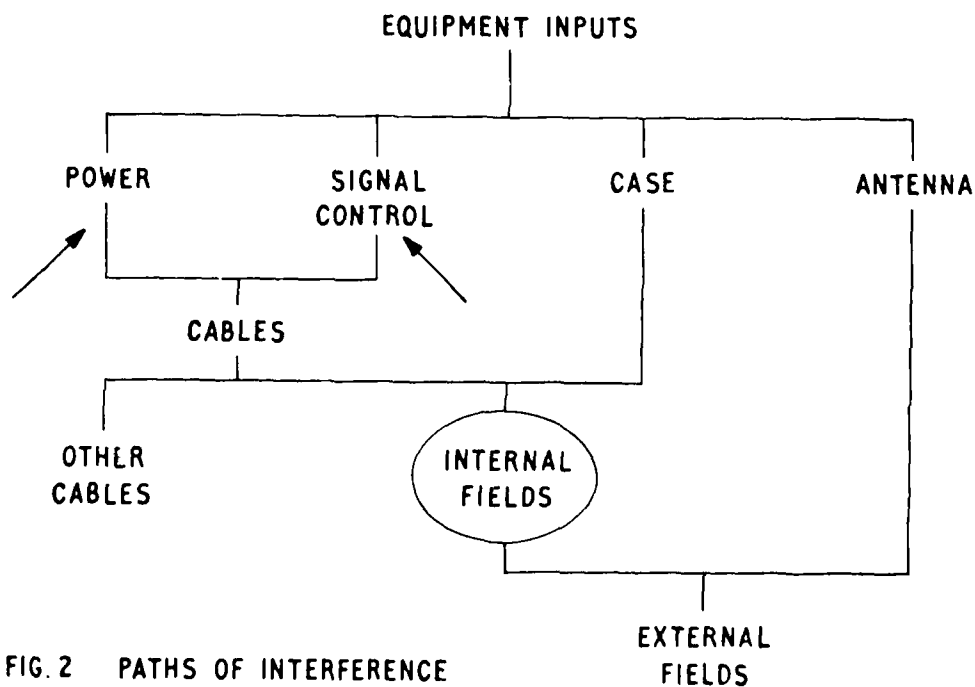 EQUIPMENT INPUTS
POWER
SIGNAL
CONTROL
CASE
ANTENNA
CABLES
OTHER
CABLES
INTERNAL
FIELDS
EXTERNAL
FIELDS
FIG. 2 PATHS OF INTERFERENCE